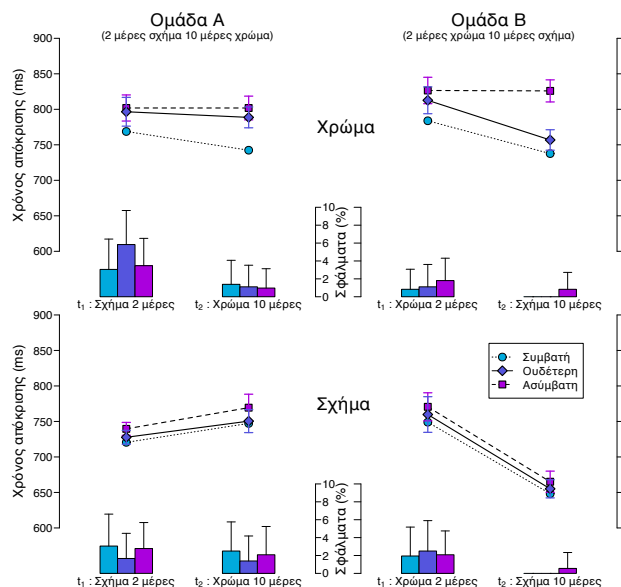 Ομάδα Α
(2 μέρες σχήμα 10 μέρες χρώμα)
Ομάδα Β
(2 μέρες χρώμα 10 μέρες σχήμα)
900
850
800
750
700
650
600
Χρόνος απόκρισης (ms)
Χρώμα
10
8
6
4
2
0
Σφάλματα (%)
t₁ : Σχήμα 2 μέρες
t₂ : Χρώμα 10 μέρες
t₁ : Χρώμα 2 μέρες
t₂ : Σχήμα 10 μέρες
900
850
800
750
700
650
600
Χρόνος απόκρισης (ms)
Σχήμα
Συμβατή
Ουδέτερη
Ασύμβατη
10
8
6
4
2
0
Σφάλματα (%)
t₁ : Σχήμα 2 μέρες
t₂ : Χρώμα 10 μέρες
t₁ : Χρώμα 2 μέρες
t₂ : Σχήμα 10 μέρες